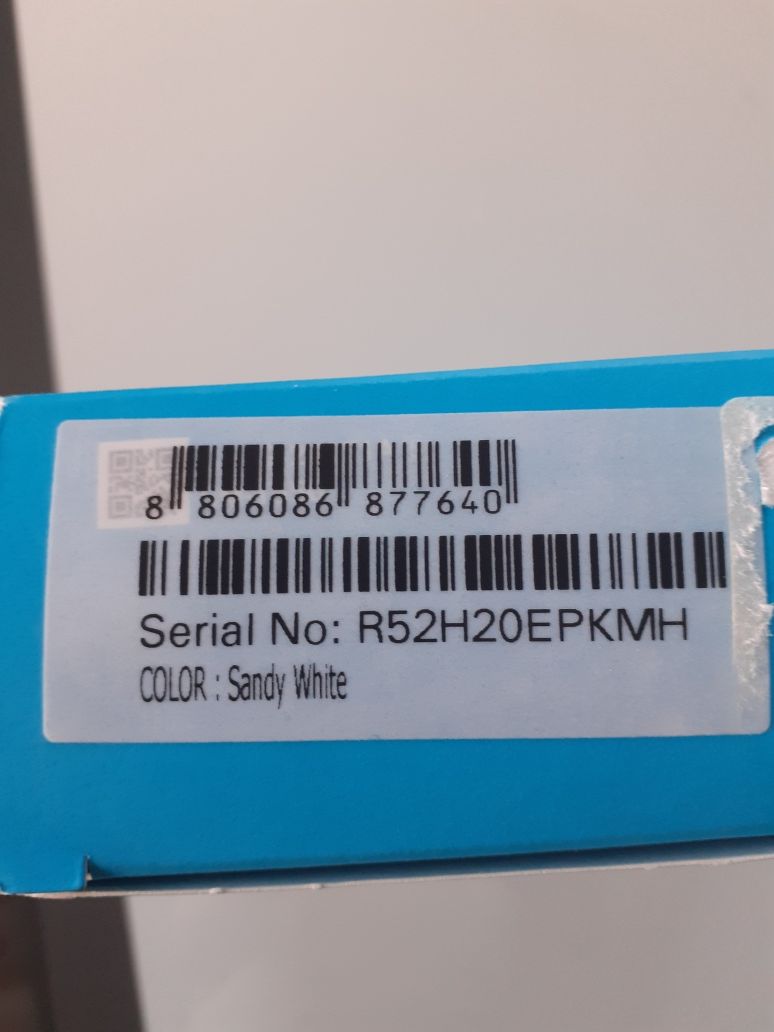 8 806086 877640
Serial No: R52H20EPKMH
COLOR : Sandy White